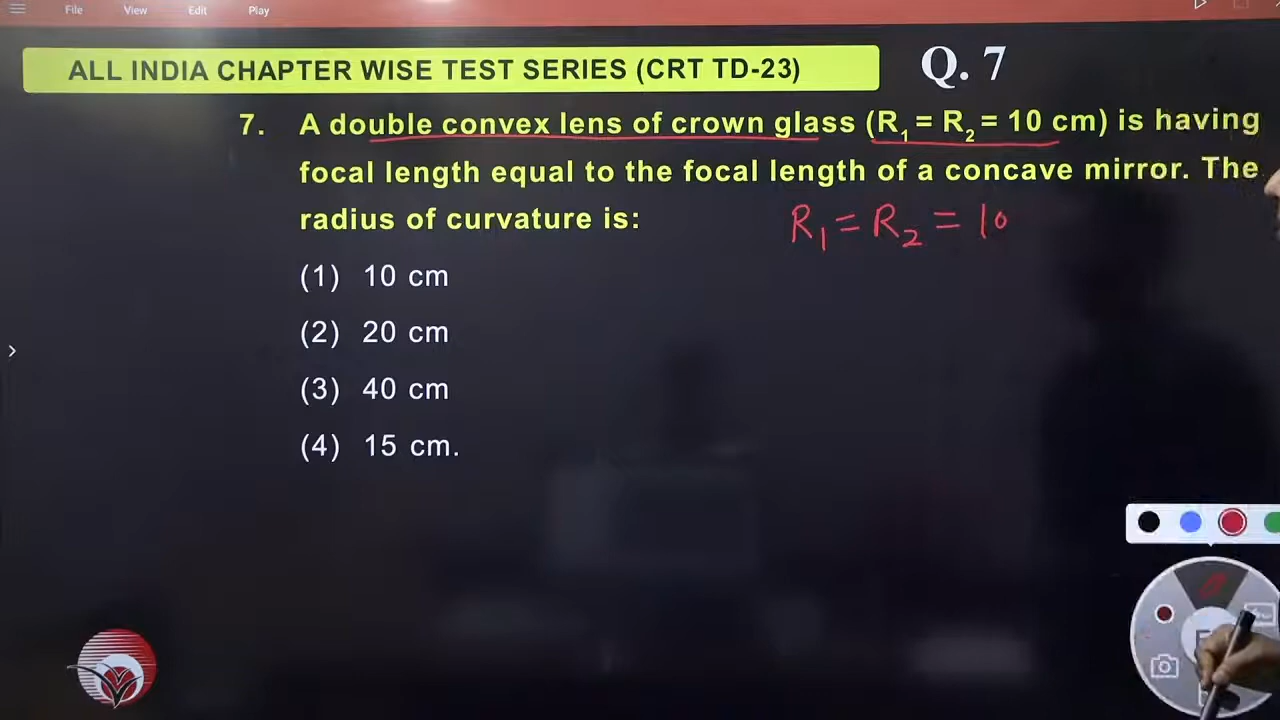 File View Edit Play
ALL INDIA CHAPTER WISE TEST SERIES (CRT TD-23)
Q. 7
7. A double convex lens of crown glass (R₁ = R₂ = 10 cm) is having
focal length equal to the focal length of a concave mirror. The
radius of curvature is:
R₁ = R₂ = 10
(1) 10 cm
(2) 20 cm
(3) 40 cm
(4) 15 cm.